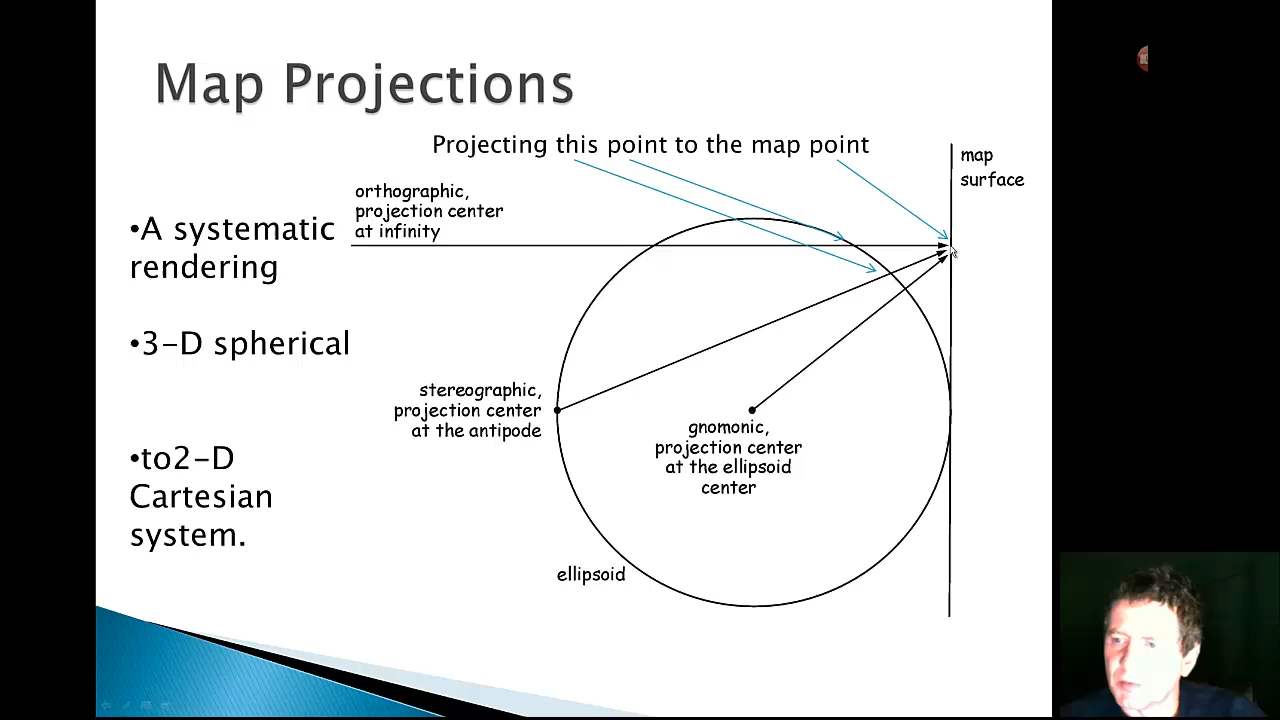 Map Projections
Projecting this point to the map point
map
surface
orthographic,
projection center
at infinity
•A systematic
rendering
•3-D spherical
stereographic,
projection center
at the antipode
gnomonic,
projection center
at the ellipsoid
center
•to2-D
Cartesian
system.
ellipsoid